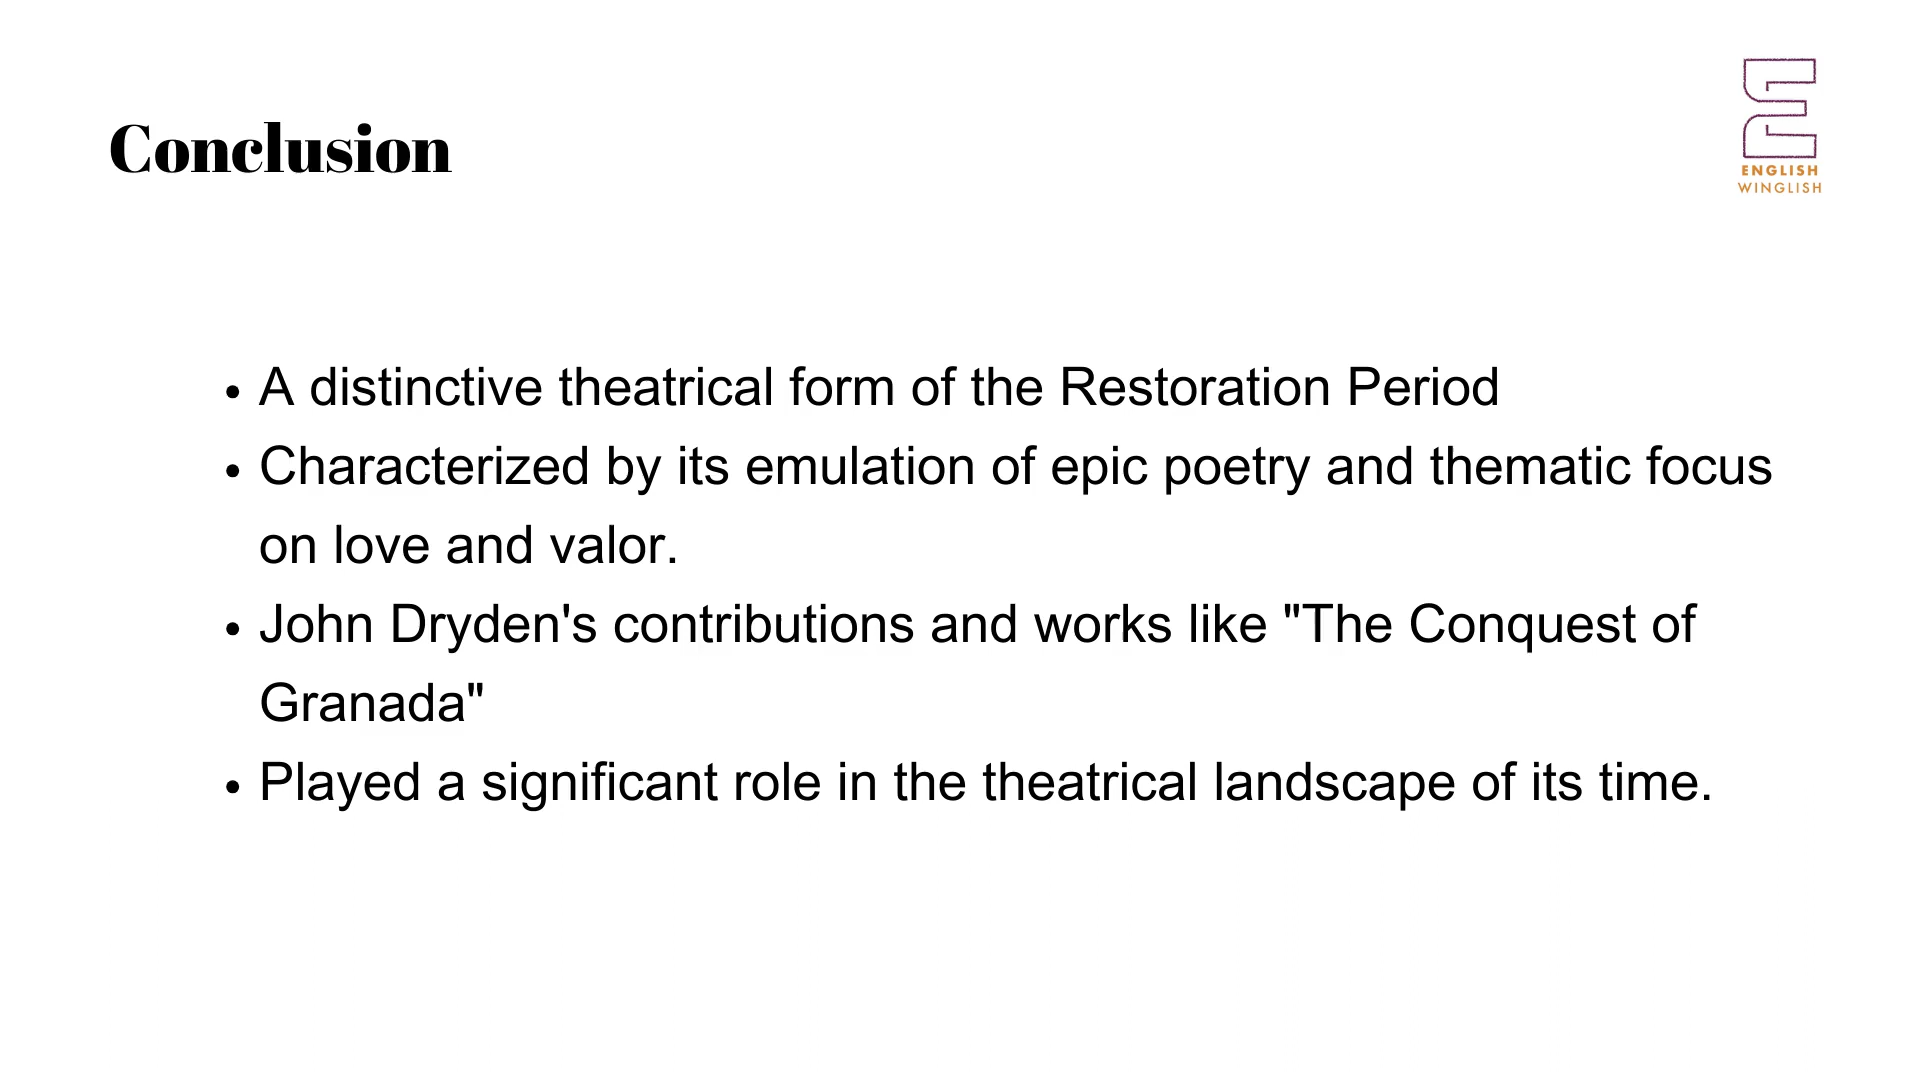 Conclusion
ENGLISH
WINGLISH
• A distinctive theatrical form of the Restoration Period
• Characterized by its emulation of epic poetry and thematic focus
on love and valor.
• John Dryden's contributions and works like "The Conquest of
Granada"
• Played a significant role in the theatrical landscape of its time.